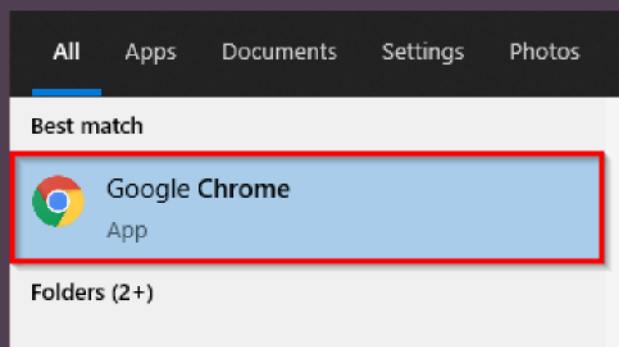 All Apps Documents Settings Photos
Best match
Google Chrome
App
Folders (2+)